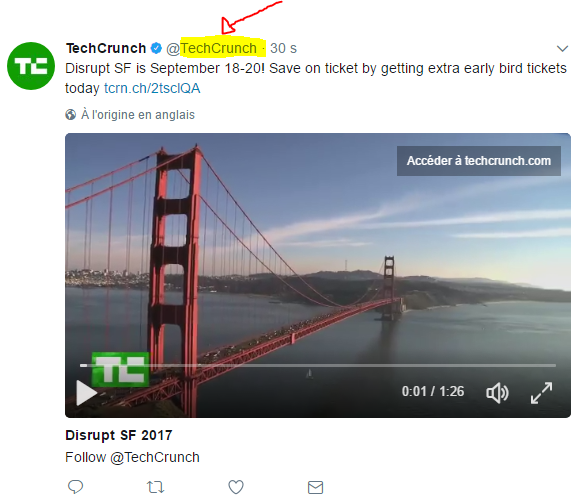 TechCrunch @TechCrunch · 30 s
Disrupt SF is September 18-20! Save on ticket by getting extra early bird tickets
today tcrn.ch/2tsclQA
À l'origine en anglais
Accéder à techcrunch.com
TC
TC
0:01 / 1:26
Disrupt SF 2017
Follow @TechCrunch